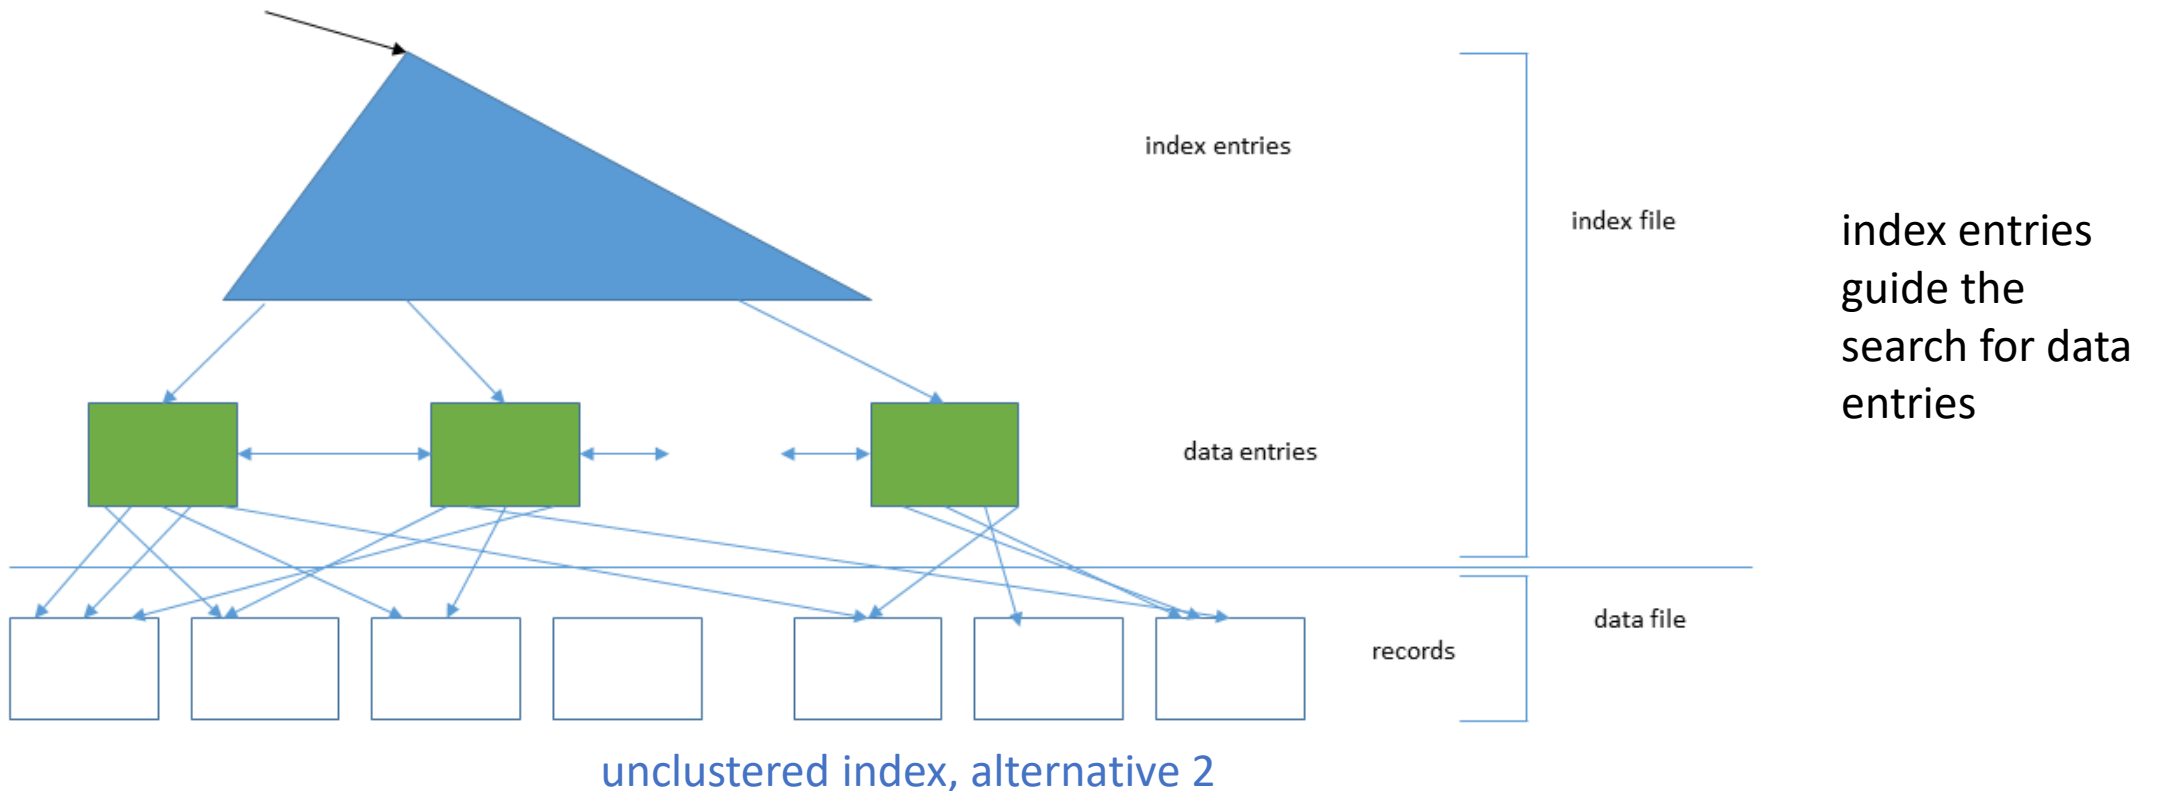 index entries
index file
index entries
guide the
search for data
entries
data entries
data file
records
unclustered index, alternative 2